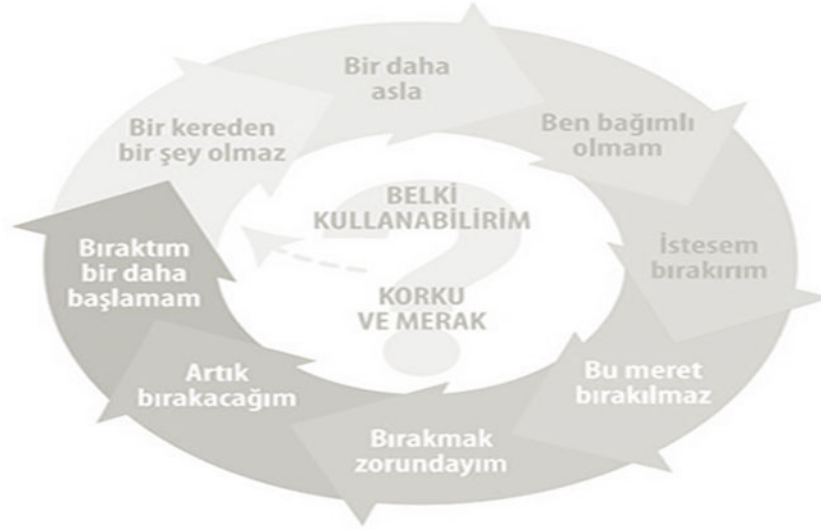 Bir daha
asla
Ben bağımlı
olmam
İstesem
bırakırım
Bu meret
bırakılmaz
Bırakmak
zorundayım
Artık
bırakacağım
Bıraktım
bir daha
başlamam
Bir kereden
bir şey olmaz
BELKİ
KULLANABİLİRİM
KORKU
VE MERAK
?